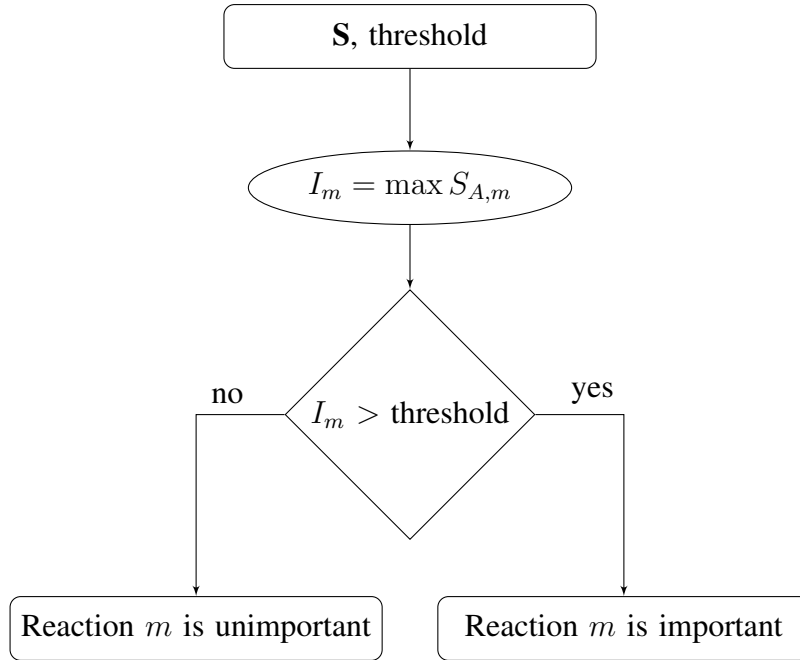 S, threshold
I_m = max S_{A,m}
no
yes
I_m > threshold
Reaction m is unimportant
Reaction m is important